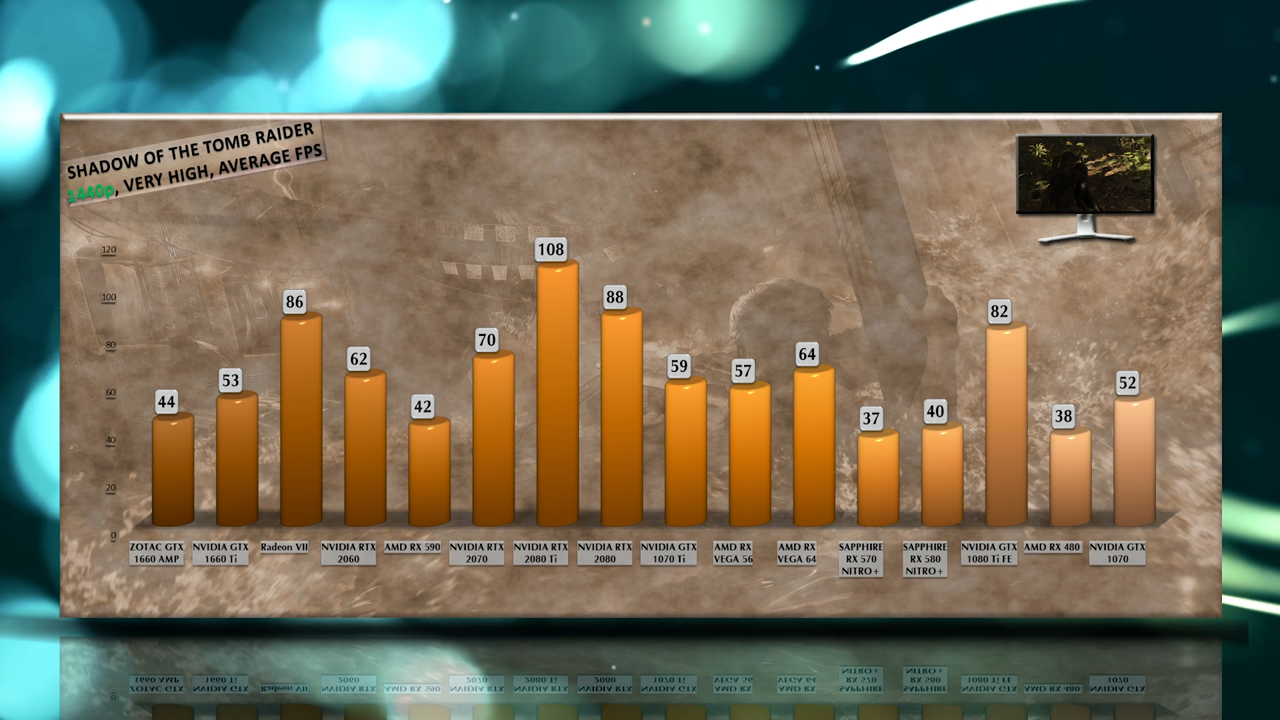 SHADOW OF THE TOMB RAIDER
1440p, VERY HIGH, AVERAGE FPS
120
100
80
60
40
20
0
44
53
86
62
42
70
108
88
59
57
64
37
40
82
38
52
ZOTAC GTX
1660 AMP
NVIDIA GTX
1660 Ti
Radeon VII
NVIDIA RTX
2060
AMD RX 590
NVIDIA RTX
2070
NVIDIA RTX
2080 Ti
NVIDIA RTX
2080
NVIDIA GTX
1070 Ti
AMD RX
VEGA 56
AMD RX
VEGA 64
SAPPHIRE
RX 570
NITRO+
SAPPHIRE
RX 580
NITRO+
NVIDIA GTX
1080 Ti FE
AMD RX 480
NVIDIA GTX
1070